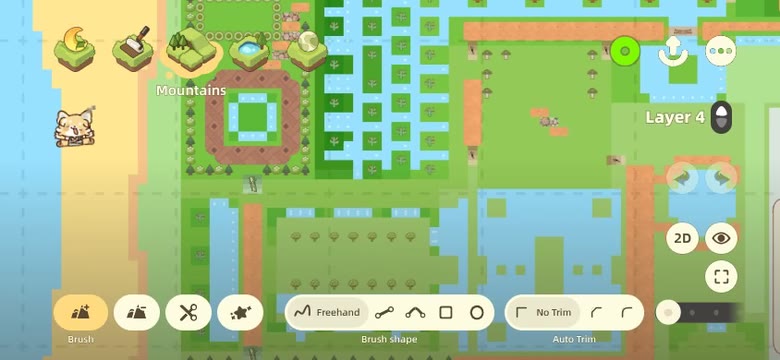 Mountains
Layer 4
2D
Freehand
No Trim
Brush
Brush shape
Auto Trim